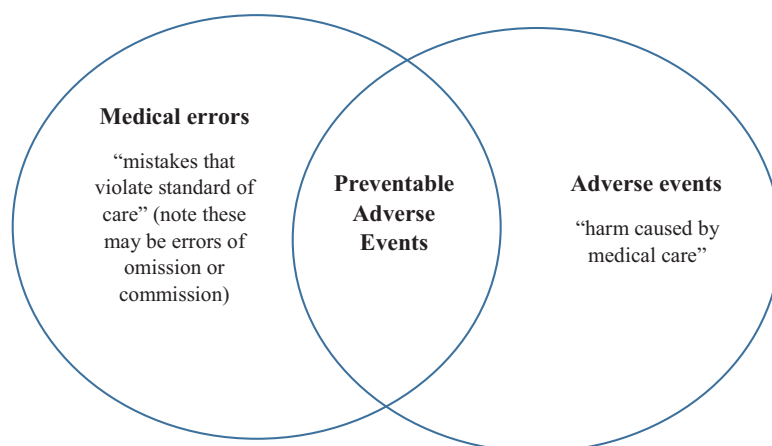 Medical errors
“mistakes that
violate standard of
care” (note these
may be errors of
omission or
commission)
Preventable
Adverse
Events
Adverse events
“harm caused by
medical care”